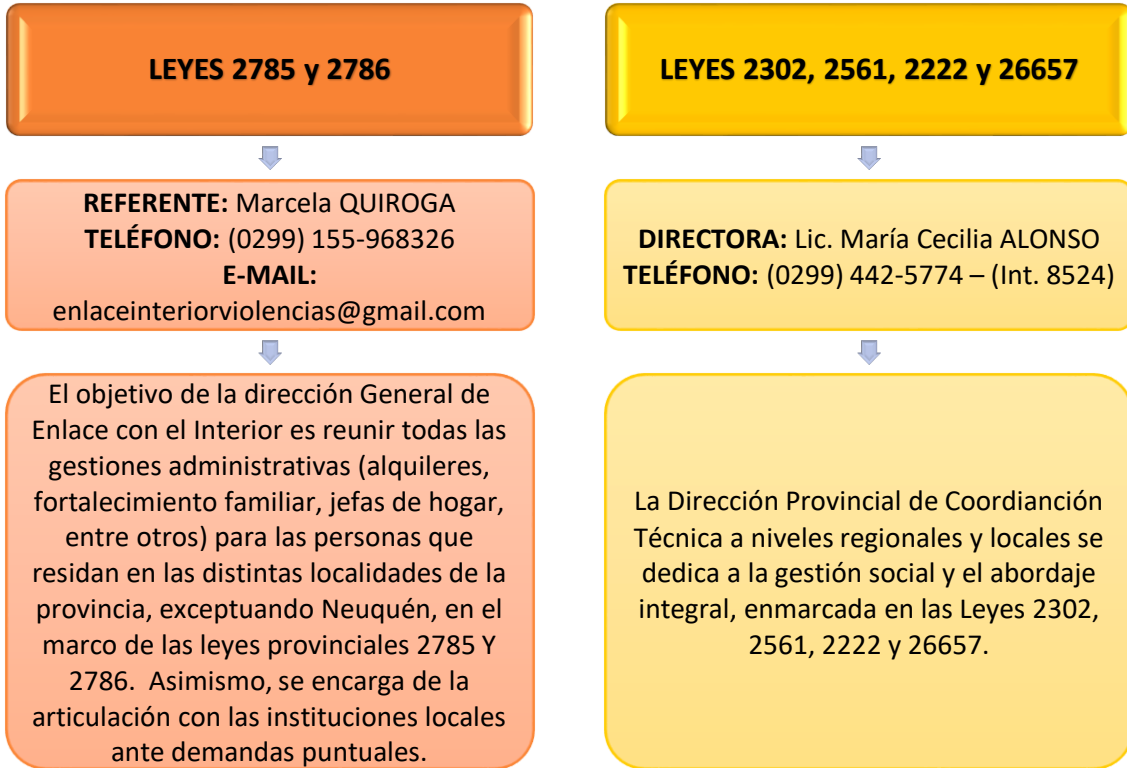 LEYES 2785 y 2786
REFERENTE: Marcela QUIROGA
TELÉFONO: (0299) 155-968326
E-MAIL:
enlaceinteriorviolencias@gmail.com
El objetivo de la dirección General de
Enlace con el Interior es reunir todas las
gestiones administrativas (alquileres,
fortalecimiento familiar, jefas de hogar,
entre otros) para las personas que
residan en las distintas localidades de la
provincia, exceptuando Neuquén, en el
marco de las leyes provinciales 2785 Y
2786.  Asimismo, se encarga de la
articulación con las instituciones locales
ante demandas puntuales.
LEYES 2302, 2561, 2222 y 26657
DIRECTORA: Lic. María Cecilia ALONSO
TELÉFONO: (0299) 442-5774 – (Int. 8524)
La Dirección Provincial de Coordianción
Técnica a niveles regionales y locales se
dedica a la gestión social y el abordaje
integral, enmarcada en las Leyes 2302,
2561, 2222 y 26657.